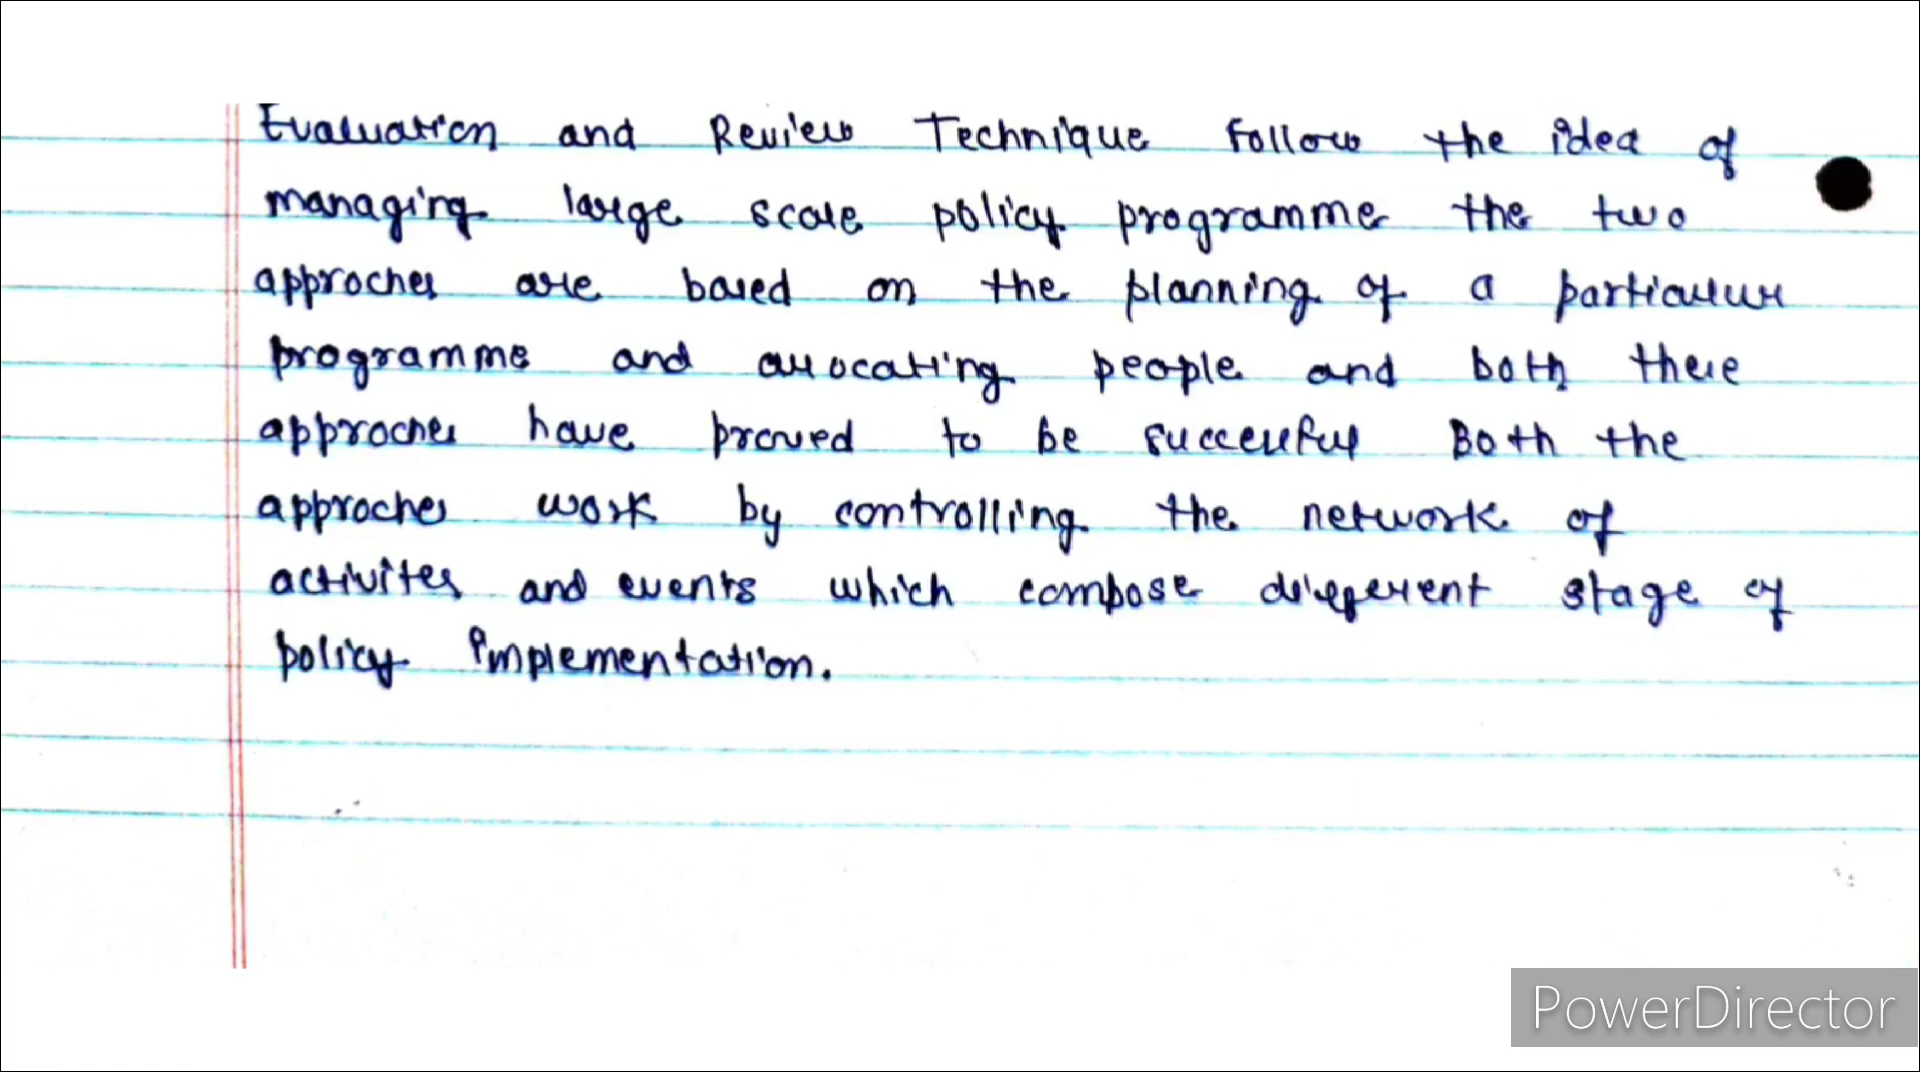 Evaluation and Review Technique follow the idea of
managing large scale policy programme the two
approches are based on the planning of a particular
programme and allocating people and both these
approches have proved to be successful Both the
approches work by controlling the network of
activites and events which compose different stage of
policy implementation.
PowerDirector